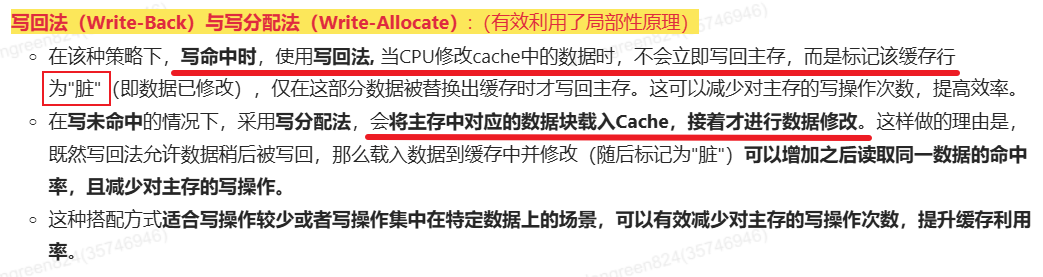 写回法（Write-Back）与写分配法（Write-Allocate）:（有效利用了局部性原理）
在该种策略下，写命中时，使用写回法, 当CPU修改cache中的数据时，不会立即写回主存，而是标记该缓存行
为"脏"（即数据已修改），仅在这部分数据被替换出缓存时才写回主存。这可以减少对主存的写操作次数，提高效率。
在写未命中的情况下，采用写分配法，会将主存中对应的数据块载入Cache，接着才进行数据修改。这样做的理由是，
既然写回法允许数据稍后被写回，那么载入数据到缓存中并修改（随后标记为"脏"）可以增加之后读取同一数据的命中
率，且减少对主存的写操作。
这种搭配方式适合写操作较少或者写操作集中在特定数据上的场景，可以有效减少对主存的写操作次数，提升缓存利用
率。